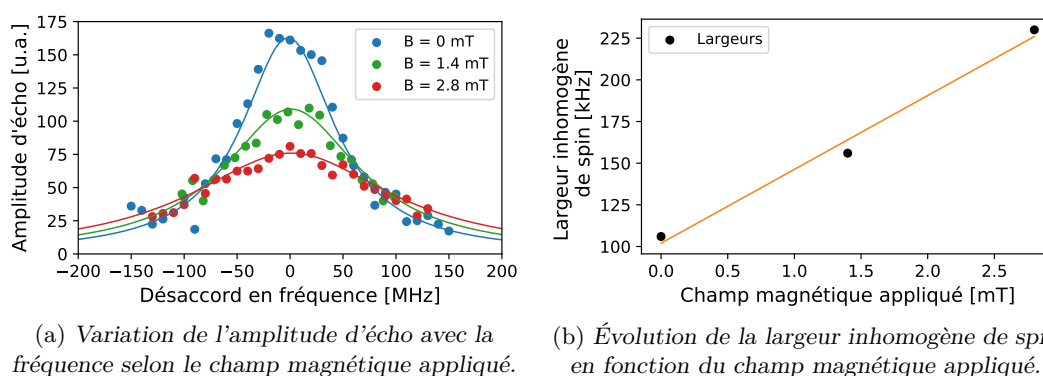 175
150
125
100
75
50
25
0
Amplitude d'écho [u.a.]
B = 0 mT
B = 1.4 mT
B = 2.8 mT
−200 −150 −100 −50 0 50 100 150 200
Désaccord en fréquence [MHz]
(a) Variation de l'amplitude d'écho avec la
fréquence selon le champ magnétique appliqué.
225
200
175
150
125
100
Largeur inhomogène
de spin [kHz]
Largeurs
0.0 0.5 1.0 1.5 2.0 2.5
Champ magnétique appliqué [mT]
(b) Évolution de la largeur inhomogène de spi
en fonction du champ magnétique appliqué.